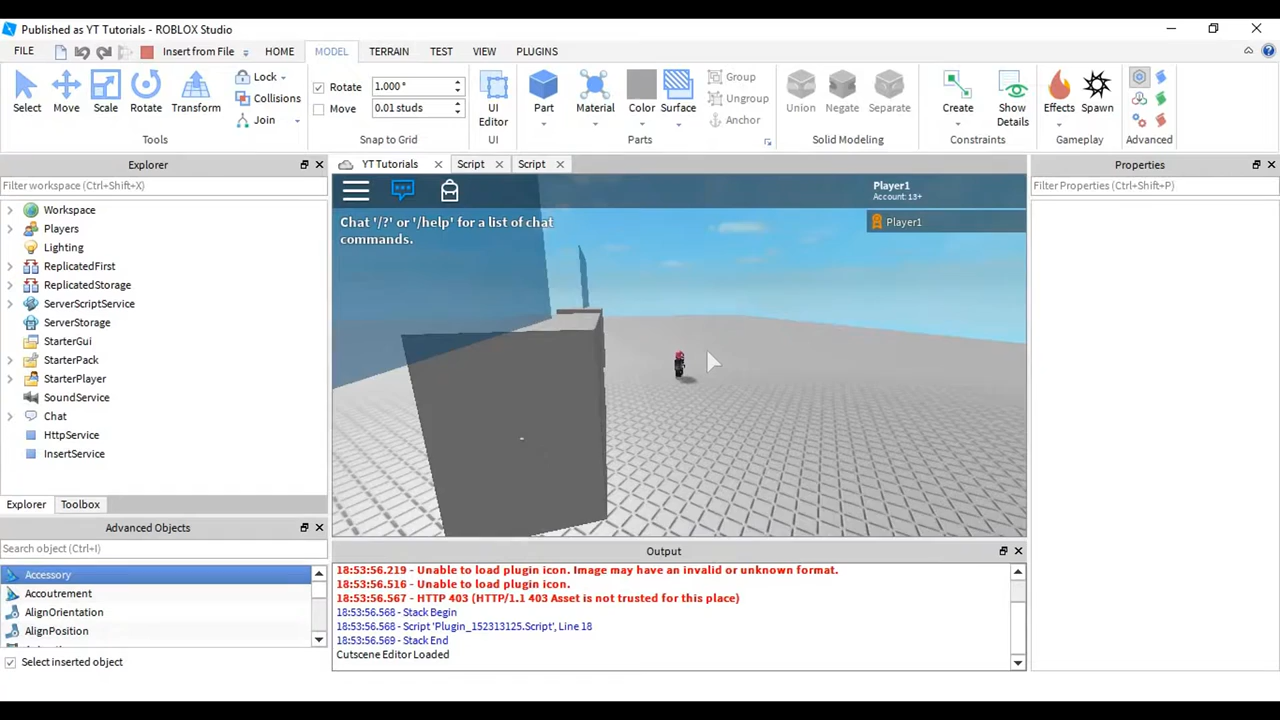 Published as YT Tutorials - ROBLOX Studio
FILE Insert from File HOME MODEL TERRAIN TEST VIEW PLUGINS
Select Move Scale Rotate Transform
Lock
Collisions
Join
Tools
Rotate 1.000°
Move 0.01 studs
Snap to Grid
UI
Editor
UI
Part Material Color Surface
Group
Ungroup
Anchor
Parts
Union Negate Separate
Solid Modeling
Create Show
Details
Constraints
Effects Spawn
Gameplay
Advanced
Explorer
Filter workspace (Ctrl+Shift+X)
Workspace
Players
Lighting
ReplicatedFirst
ReplicatedStorage
ServerScriptService
ServerStorage
StarterGui
StarterPack
StarterPlayer
SoundService
Chat
HttpService
InsertService
Explorer Toolbox
Advanced Objects
Search object (Ctrl+I)
Accessory
Accoutrement
AlignOrientation
AlignPosition
Select inserted object
YT Tutorials Script Script
Chat '/?' or '/help' for a list of chat
commands.
Player1
Account: 13+
Player1
Output
18:53:56.219 - Unable to load plugin icon. Image may have an invalid or unknown format.
18:53:56.516 - Unable to load plugin icon.
18:53:56.567 - HTTP 403 (HTTP/1.1 403 Asset is not trusted for this place)
18:53:56.568 - Stack Begin
18:53:56.568 - Script 'Plugin_152313125.Script', Line 18
18:53:56.569 - Stack End
Cutscene Editor Loaded
Properties
Filter Properties (Ctrl+Shift+P)